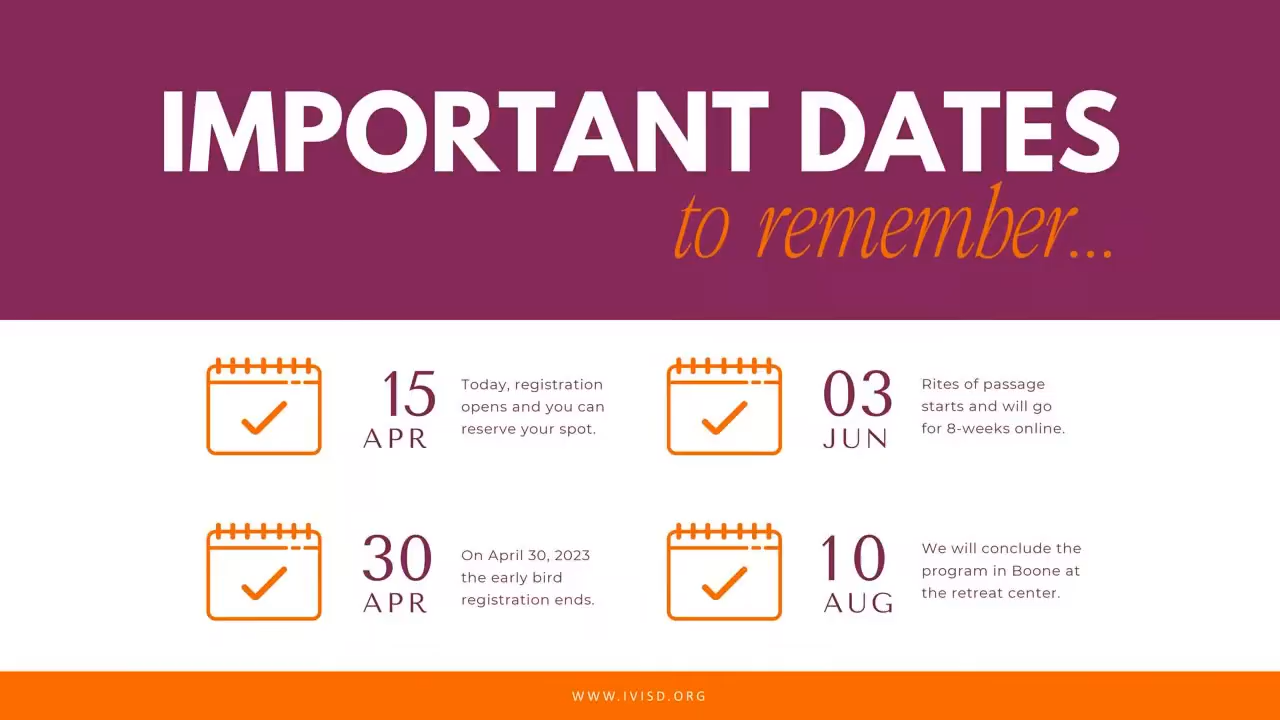 IMPORTANT DATES
to remember...
15
APR
Today, registration
opens and you can
reserve your spot.
03
JUN
Rites of passage
starts and will go
for 8-weeks online.
30
APR
On April 30, 2023
the early bird
registration ends.
10
AUG
We will conclude the
program in Boone at
the retreat center.
WWW.IVISD.ORG